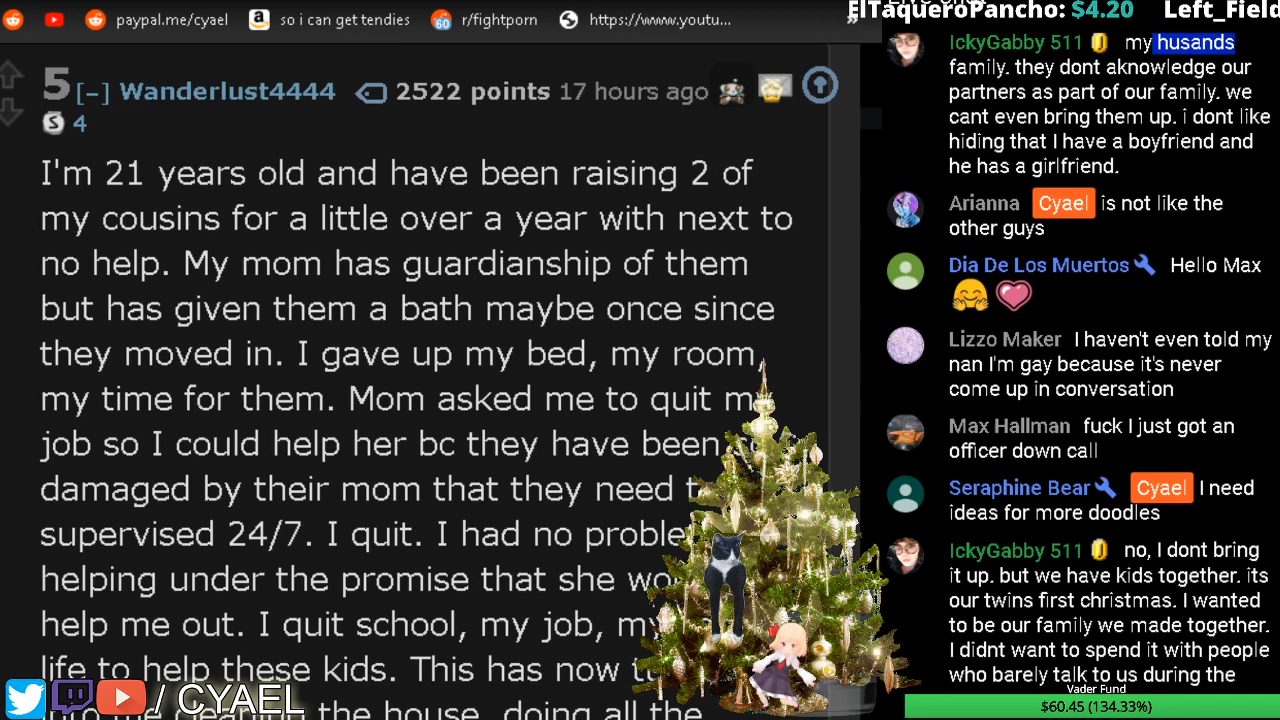 paypal.me/cyael so i can get tendies r/fightporn https://www.youtu...
ElTaqueroPancho: $4.20 Left_Field
5 [–] Wanderlust4444 2522 points 17 hours ago
S 4
I'm 21 years old and have been raising 2 of
my cousins for a little over a year with next to
no help. My mom has guardianship of them
but has given them a bath maybe once since
they moved in. I gave up my bed, my room,
my time for them. Mom asked me to quit m
job so I could help her bc they have been
damaged by their mom that they need t
supervised 24/7. I quit. I had no proble
helping under the promise that she wo
help me out. I quit school, my job, my
life to help these kids. This has now t
into me cleaning the house, doing all the
/ CYAEL
IckyGabby 511 my husands
family. they dont aknowledge our
partners as part of our family. we
cant even bring them up. i dont like
hiding that I have a boyfriend and
he has a girlfriend.
Arianna Cyael is not like the
other guys
Dia De Los Muertos Hello Max
Lizzo Maker I haven't even told my
nan I'm gay because it's never
come up in conversation
Max Hallman fuck I just got an
officer down call
Seraphine Bear Cyael I need
ideas for more doodles
IckyGabby 511 no, I dont bring
it up. but we have kids together. its
our twins first christmas. I wanted
to be our family we made together.
I didnt want to spend it with people
who barely talk to us during the
Vader Fund
$60.45 (134.33%)